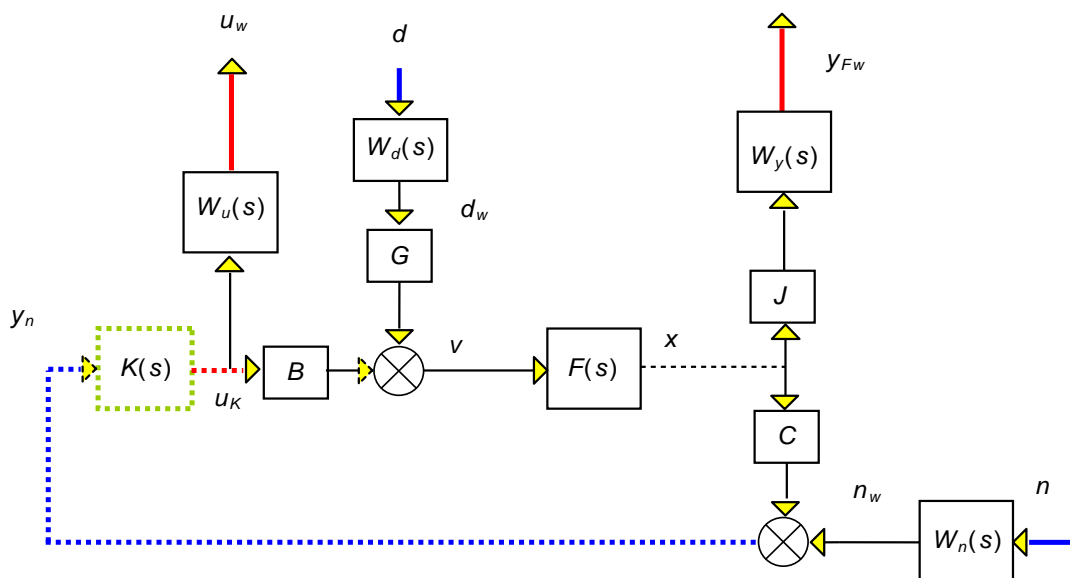 u_w
d
y_Fw
W_d(s)
W_y(s)
W_u(s)
d_w
G
J
y_n
K(s)
u_K
B
v
F(s)
x
C
n_w
n
W_n(s)